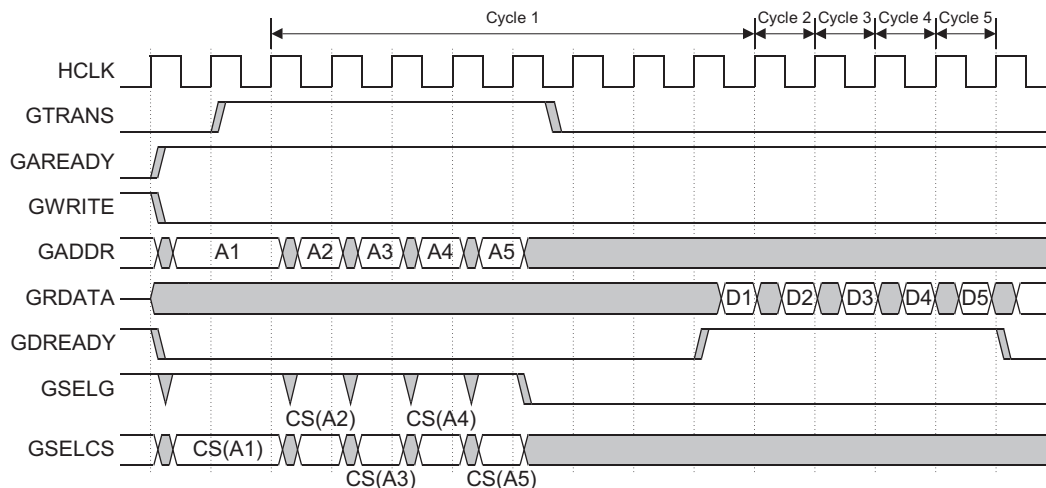 Cycle 1 Cycle 2 Cycle 3 Cycle 4 Cycle 5
HCLK
GTRANS
GAREADY
GWRITE
GADDR A1 A2 A3 A4 A5
GRDATA D1 D2 D3 D4 D5
GDREADY
GSELG
CS(A2) CS(A4)
GSELCS CS(A1)
CS(A3) CS(A5)